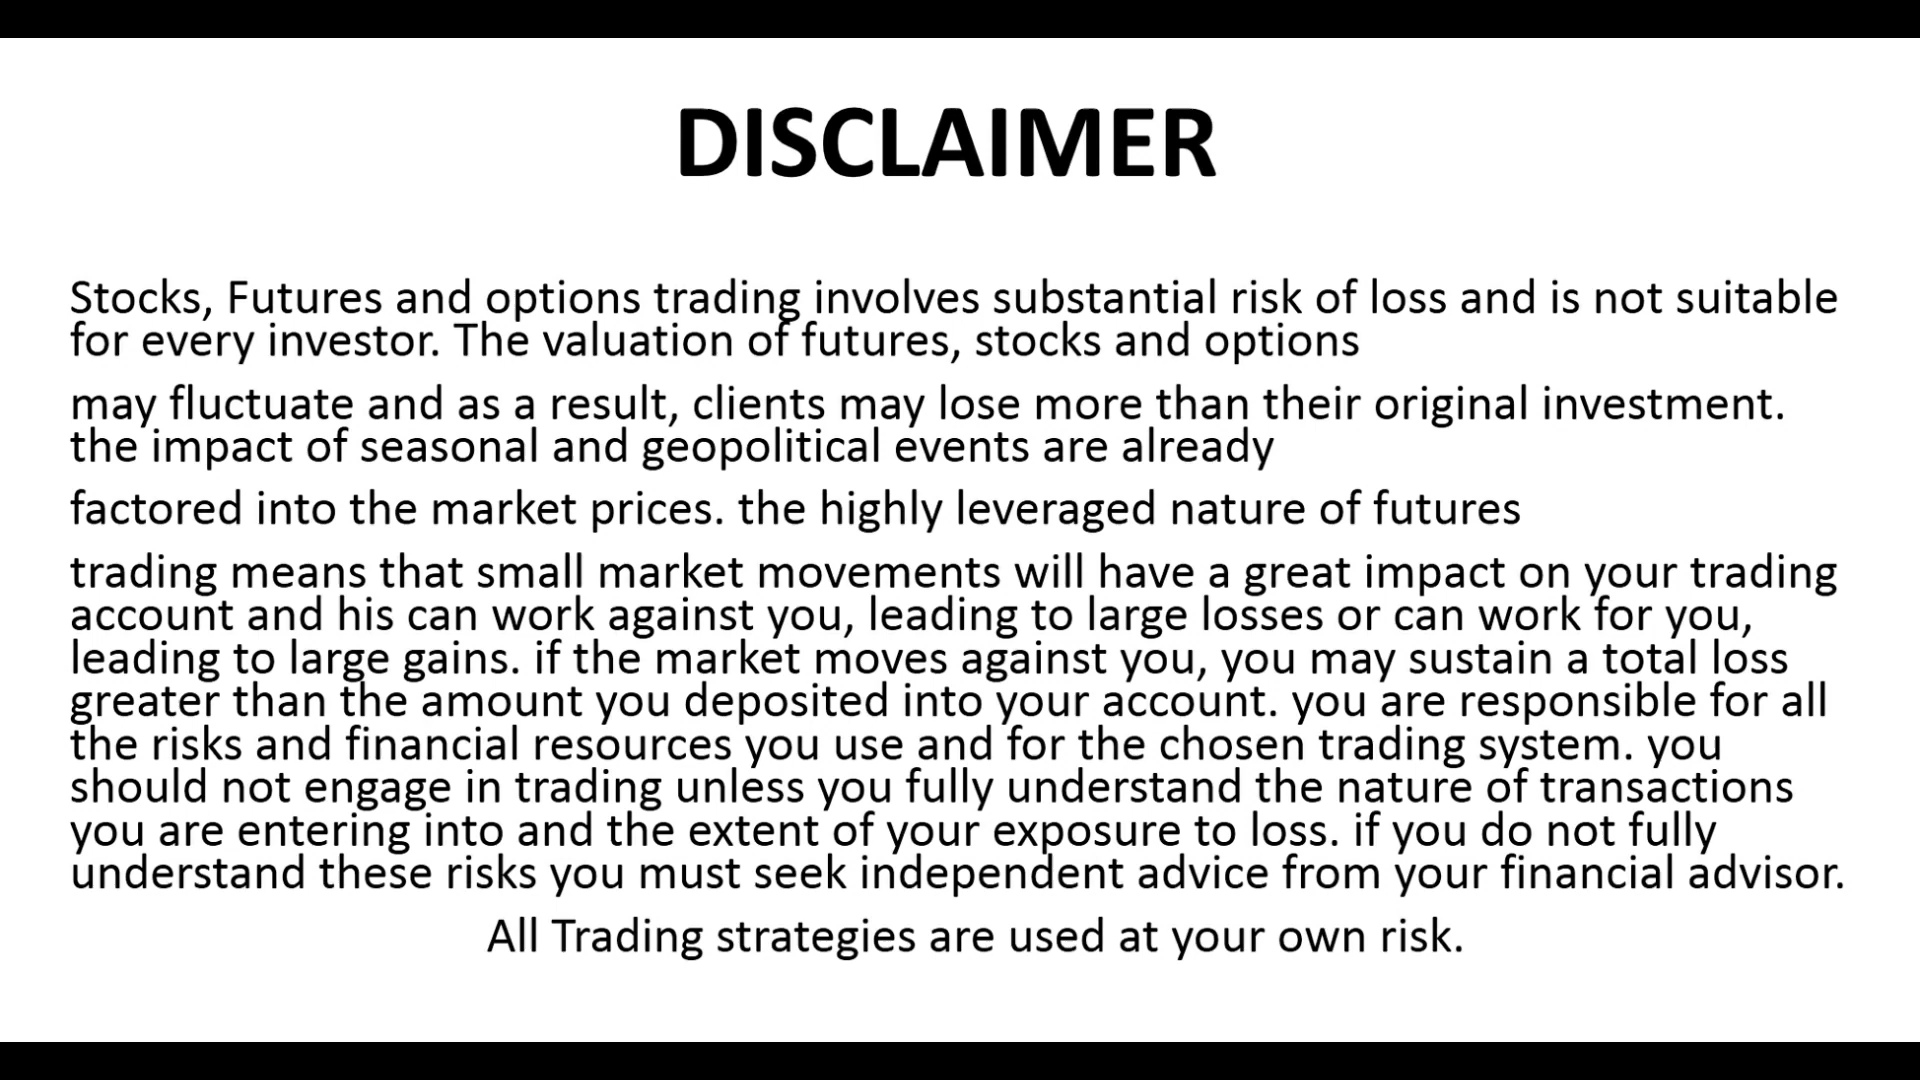 DISCLAIMER
Stocks, Futures and options trading involves substantial risk of loss and is not suitable
for every investor. The valuation of futures, stocks and options
may fluctuate and as a result, clients may lose more than their original investment.
the impact of seasonal and geopolitical events are already
factored into the market prices. the highly leveraged nature of futures
trading means that small market movements will have a great impact on your trading
account and his can work against you, leading to large losses or can work for you,
leading to large gains. if the market moves against you, you may sustain a total loss
greater than the amount you deposited into your account. you are responsible for all
the risks and financial resources you use and for the chosen trading system. you
should not engage in trading unless you fully understand the nature of transactions
you are entering into and the extent of your exposure to loss. if you do not fully
understand these risks you must seek independent advice from your financial advisor.
All Trading strategies are used at your own risk.